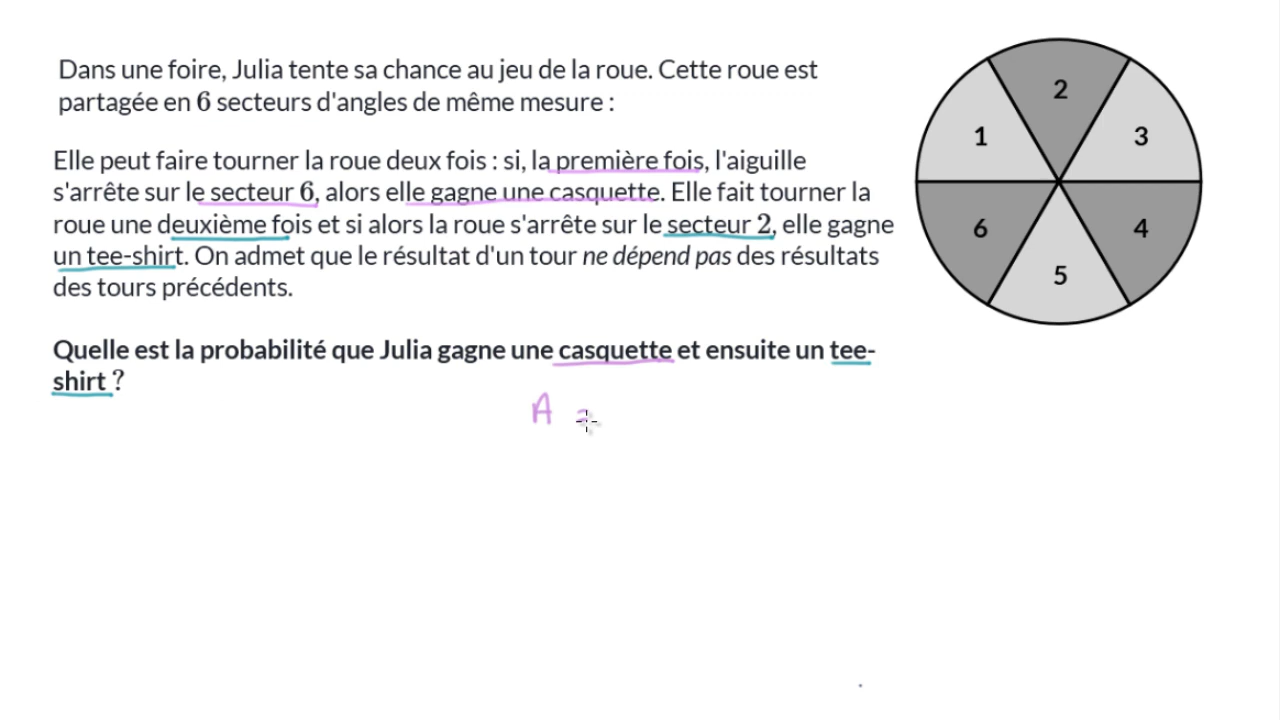 Dans une foire, Julia tente sa chance au jeu de la roue. Cette roue est
partagée en 6 secteurs d'angles de même mesure :
Elle peut faire tourner la roue deux fois : si, la première fois, l'aiguille
s'arrête sur le secteur 6, alors elle gagne une casquette. Elle fait tourner la
roue une deuxième fois et si alors la roue s'arrête sur le secteur 2, elle gagne
un tee-shirt. On admet que le résultat d'un tour ne dépend pas des résultats
des tours précédents.
Quelle est la probabilité que Julia gagne une casquette et ensuite un tee-
shirt ?
A
2
1
3
6
4
5